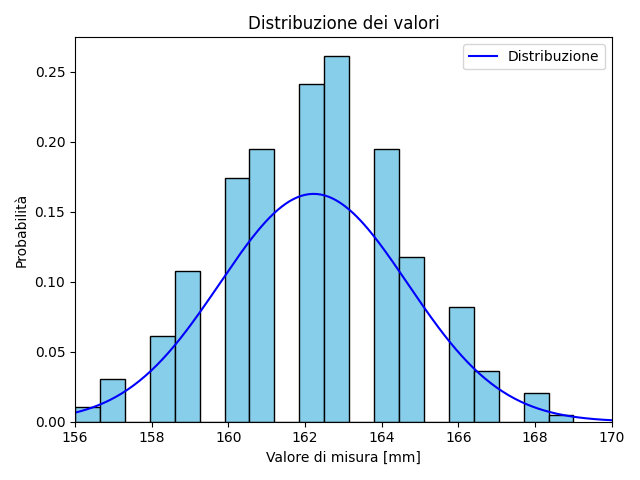 Distribuzione dei valori
Distribuzione
Probabilità
0.25
0.20
0.15
0.10
0.05
0.00
156 158 160 162 164 166 168 170
Valore di misura [mm]